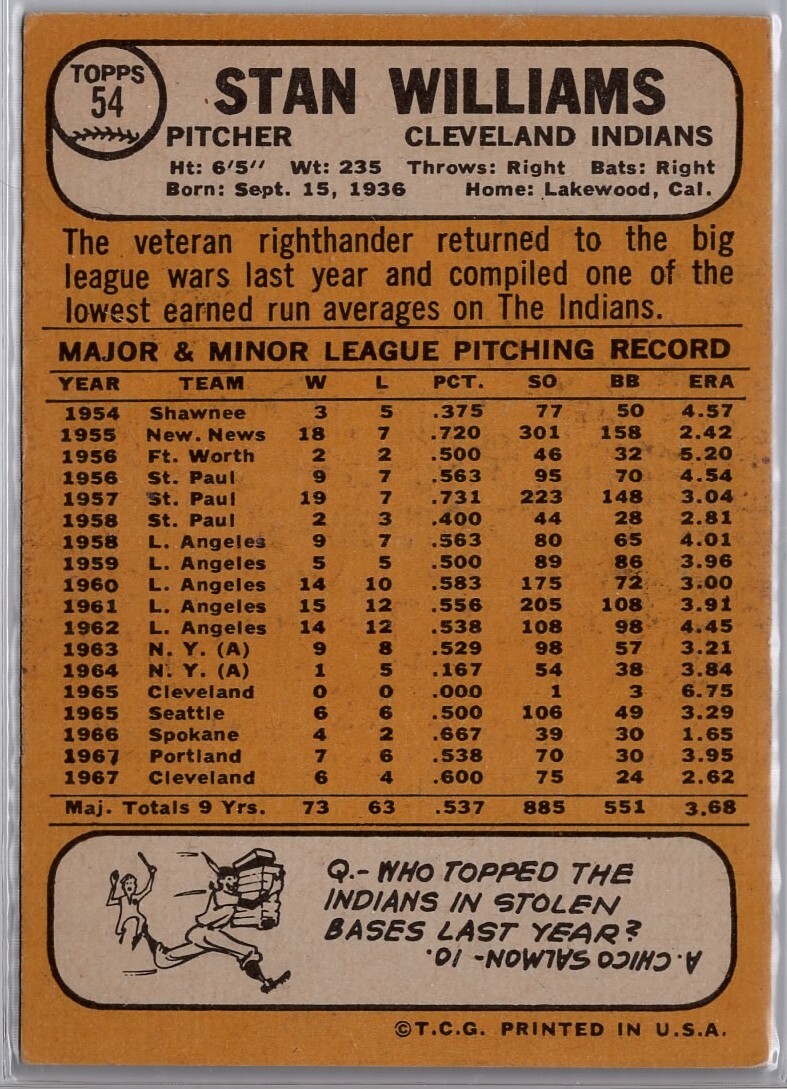 TOPPS
54
STAN WILLIAMS
PITCHER CLEVELAND INDIANS
Ht: 6'5" Wt: 235 Throws: Right Bats: Right
Born: Sept. 15, 1936 Home: Lakewood, Cal.
The veteran righthander returned to the big
league wars last year and compiled one of the
lowest earned run averages on The Indians.
MAJOR & MINOR LEAGUE PITCHING RECORD
YEAR TEAM W L PCT. SO BB ERA
1954 Shawnee 3 5 .375 77 50 4.57
1955 New. News 18 7 .720 301 158 2.42
1956 Ft. Worth 2 2 .500 46 32 5.20
1956 St. Paul 9 7 .563 95 70 4.54
1957 St. Paul 19 7 .731 223 148 3.04
1958 St. Paul 2 3 .400 44 28 2.81
1958 L. Angeles 9 7 .563 80 65 4.01
1959 L. Angeles 5 5 .500 89 86 3.96
1960 L. Angeles 14 10 .583 175 72 3.00
1961 L. Angeles 15 12 .556 205 108 3.91
1962 L. Angeles 14 12 .538 108 98 4.45
1963 N. Y. (A) 9 8 .529 98 57 3.21
1964 N. Y. (A) 1 5 .167 54 38 3.84
1965 Cleveland 0 0 .000 1 3 6.75
1965 Seattle 6 6 .500 106 49 3.29
1966 Spokane 4 2 .667 39 30 1.65
1967 Portland 7 6 .538 70 30 3.95
1967 Cleveland 6 4 .600 75 24 2.62
Maj. Totals 9 Yrs. 73 63 .537 885 551 3.68
Q.- WHO TOPPED THE
INDIANS IN STOLEN
BASES LAST YEAR?
A. CHICO SALMON- 10.
©T.C.G. PRINTED IN U.S.A.